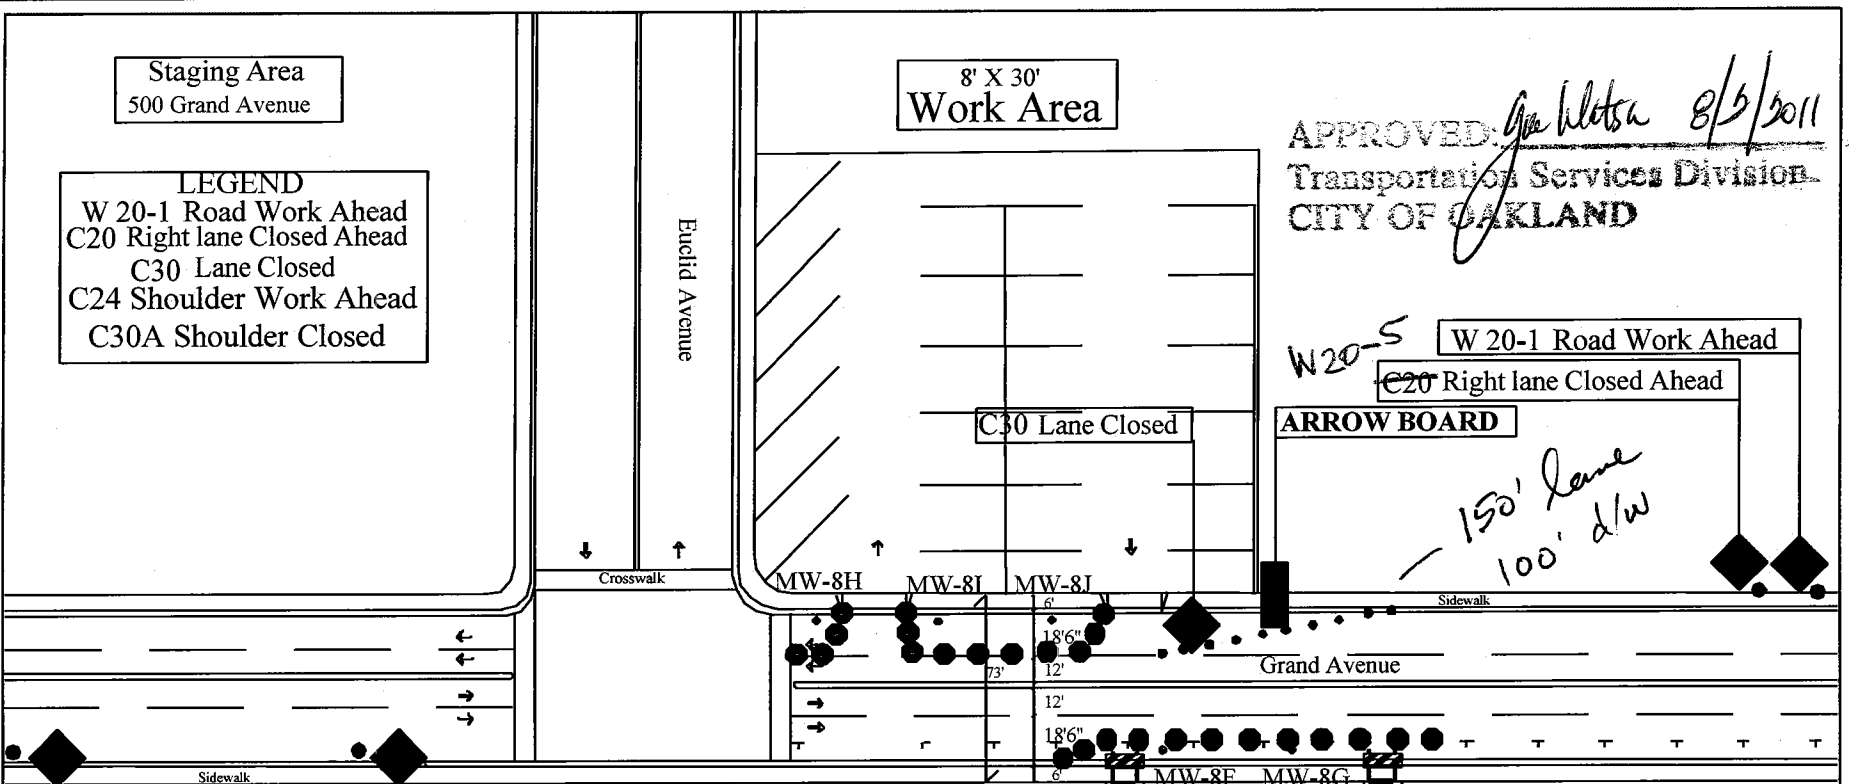 Staging Area
500 Grand Avenue
8' X 30'
Work Area
APPROVED: 8/5/2011
Transportation Services Division
CITY OF OAKLAND
LEGEND
W 20-1 Road Work Ahead
C20 Right lane Closed Ahead
C30 Lane Closed
C24 Shoulder Work Ahead
C30A Shoulder Closed
Euclid Avenue
W20-5
W 20-1 Road Work Ahead
C20 Right lane Closed Ahead
C30 Lane Closed
ARROW BOARD
150' lane
100' d/w
Crosswalk
MW-8H MW-8I MW-8J
6'
Sidewalk
18'6"
Grand Avenue
73'
12'
12'
18'6"
6'
Sidewalk
MW-8F MW-8G